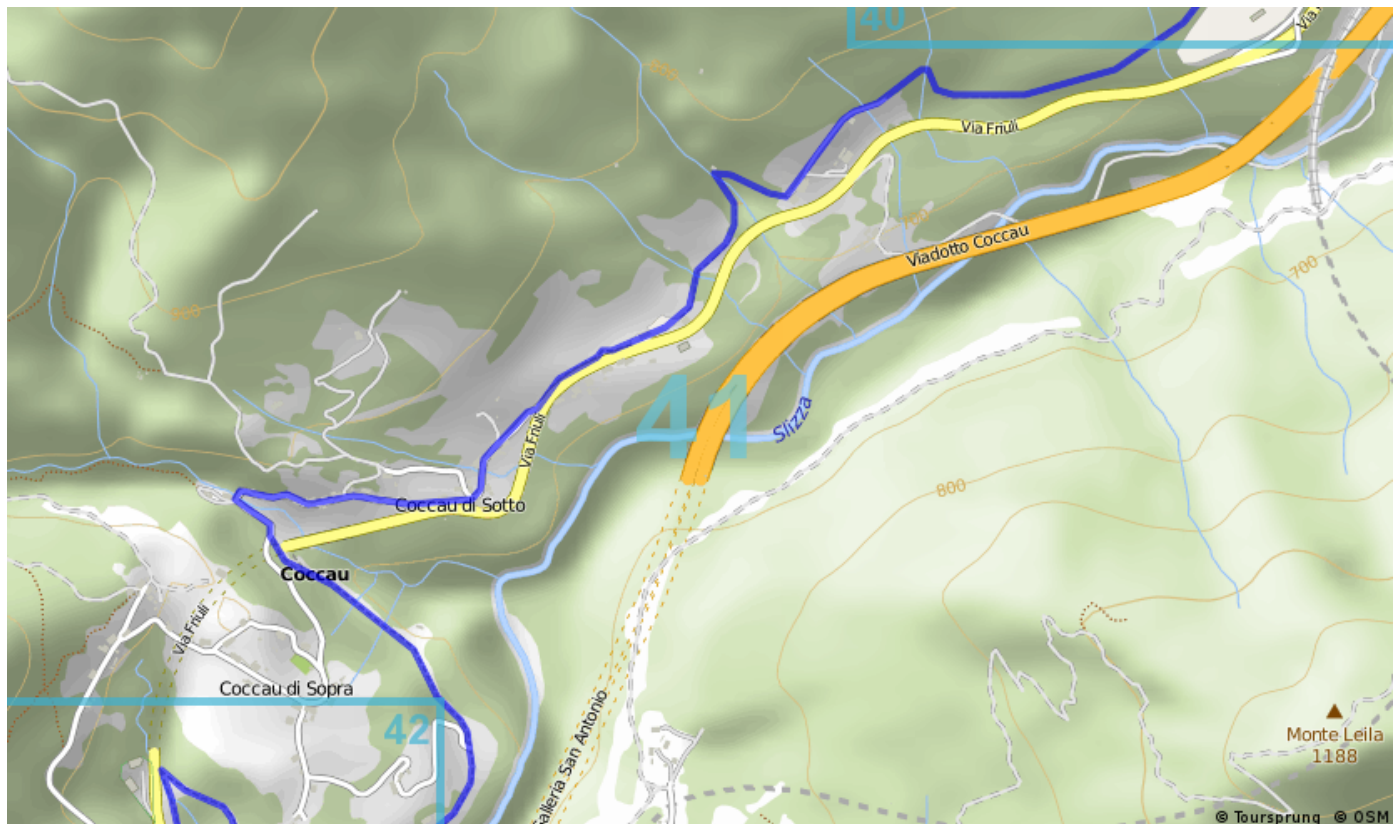 40
Via
Via Friuli
Viadotto Coccau
700
800
41
Slizza
Via Friuli
800
Coccau di Sotto
Coccau
Via Friuli
Coccau di Sopra
42
Galleria San Antonio
Monte Leila
1188
© Toursprung © OSM